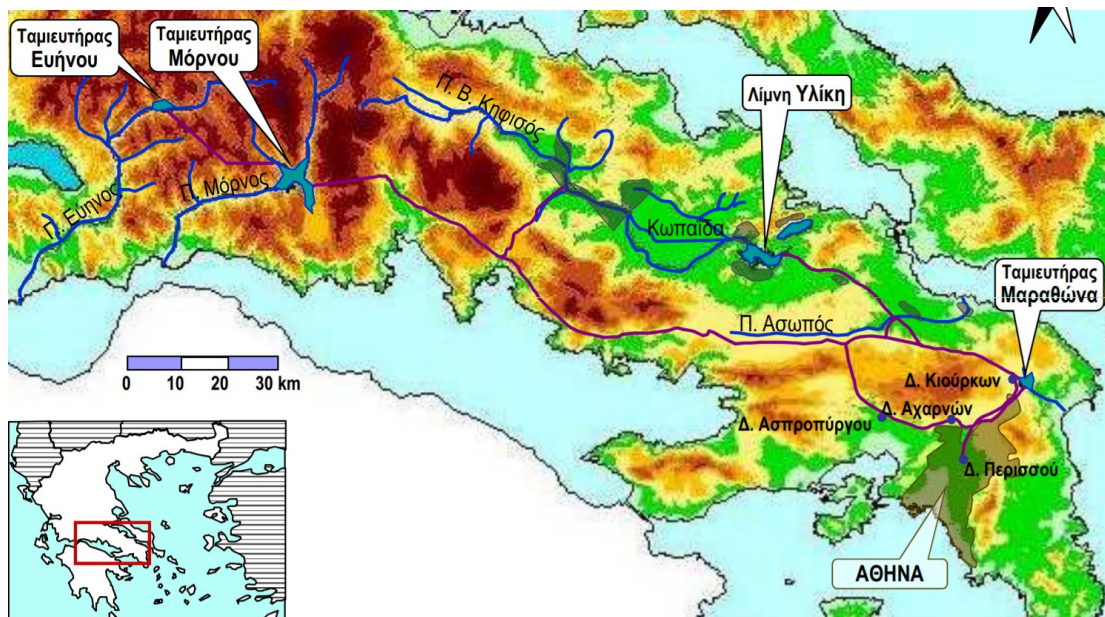 Ταμιευτήρας
Ευήνου
Ταμιευτήρας
Μόρνου
Λίμνη Υλίκη
Π. Β. Κηφισός
Π. Μόρνος
Π. Εύηνος
Κωπαΐδα
Ταμιευτήρας
Μαραθώνα
Π. Ασωπός
0 10 20 30 km
Δ. Κιούρκων
Δ. Αχαρνών
Δ. Ασπροπύργου
Δ. Περισσού
ΑΘΗΝΑ